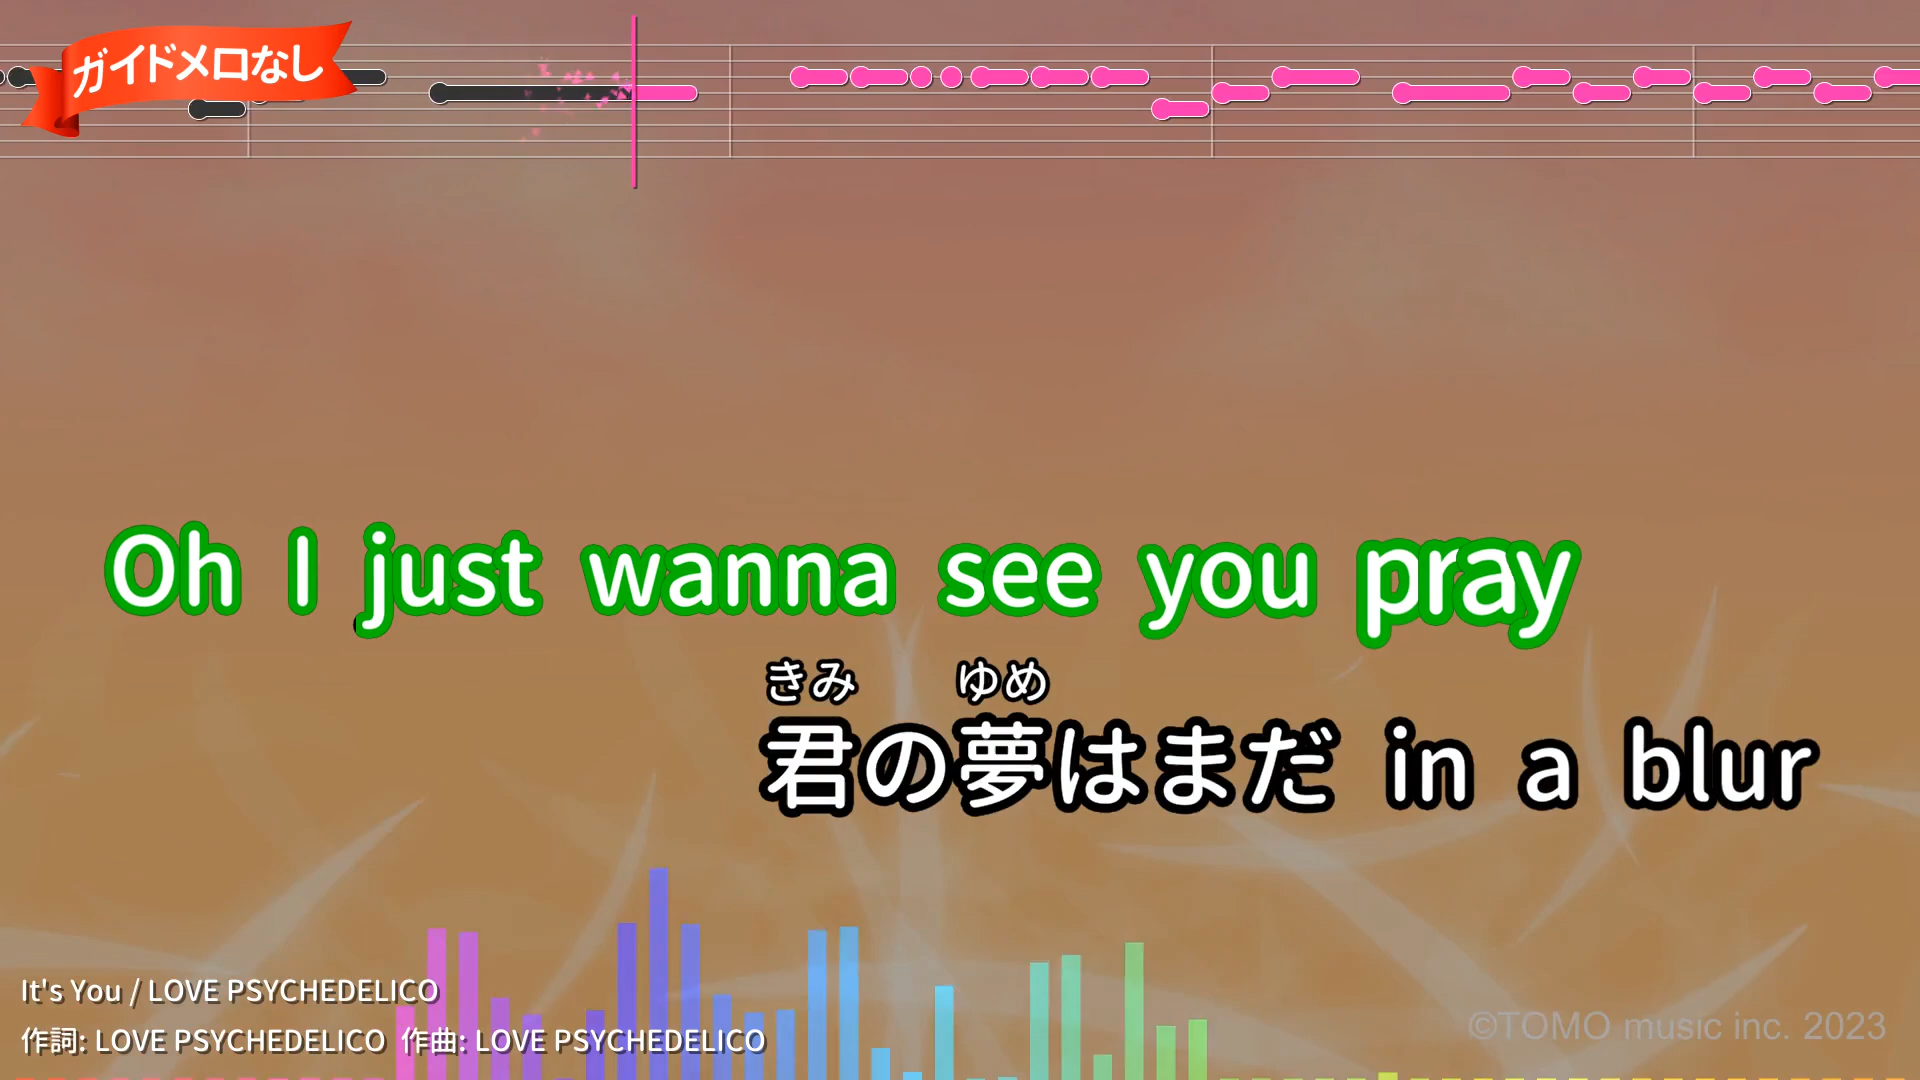 ガイドメロなし
Oh I just wanna see you pray
きみ ゆめ
君の夢はまだ in a blur
It's You / LOVE PSYCHEDELICO
作詞: LOVE PSYCHEDELICO 作曲: LOVE PSYCHEDELICO
©TOMO music inc. 2023